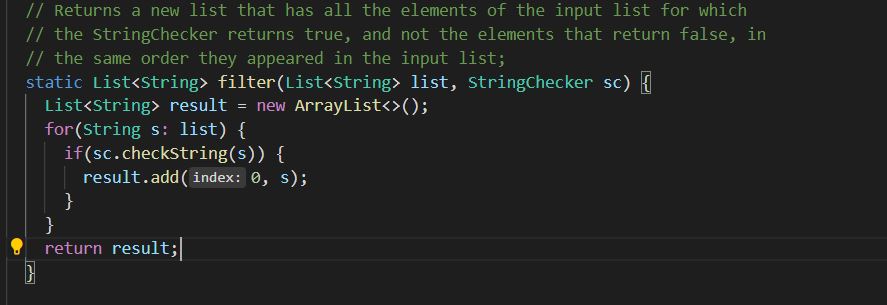 // Returns a new list that has all the elements of the input list for which
// the StringChecker returns true, and not the elements that return false, in
// the same order they appeared in the input list;
static List<String> filter(List<String> list, StringChecker sc) {
  List<String> result = new ArrayList<>();
  for(String s: list) {
    if(sc.checkString(s)) {
      result.add(index: 0, s);
    }
  }
  return result;
}